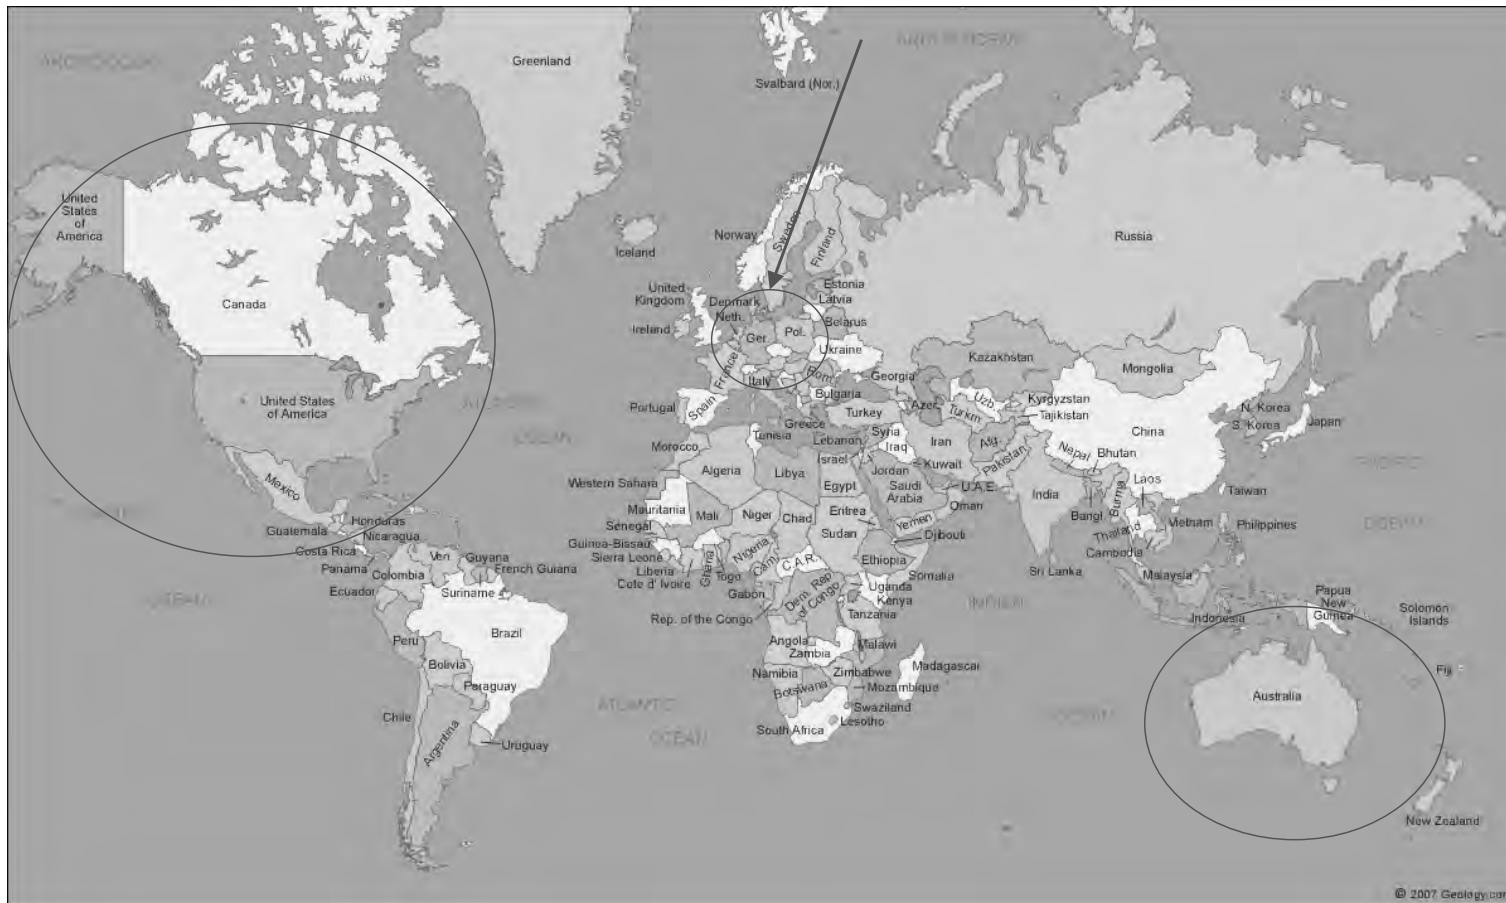 Greenland
Svalbard (Nor.)
United
States
of
America
Canada
Iceland
Norway
Sweden
Finland
Russia
United
Kingdom
Ireland
Denmark
Neth.
Ger.
Pol.
Estonia
Latvia
Belarus
Ukraine
France
Italy
Rom.
Bulgaria
Georgia
Azer.
Kazakhstan
Mongolia
Uzb.
Turkm.
Kyrgyzstan
Tajikistan
China
N. Korea
S. Korea
Japan
United States
of America
Portugal
Spain
Greece
Turkey
Morocco
Tunisia
Lebanon
Syria
Iraq
Iran
Afg.
Pakistan
Nepal
Bhutan
Israel
Jordan
Kuwait
Algeria
Libya
Egypt
Saudi
Arabia
U.A.E.
Oman
India
Bangl.
Burma
Laos
Taiwan
Mexico
Western Sahara
Mauritania
Mali
Niger
Chad
Sudan
Eritrea
Yemen
Djibouti
Thailand
Vietnam
Cambodia
Philippines
Guatemala
Honduras
Nicaragua
Costa Rica
Panama
Senegal
Guinea-Bissau
Sierra Leone
Liberia
Cote d' Ivoire
Ghana
Togo
Nigeria
Cam.
C.A.R.
Ethiopia
Somalia
Sri Lanka
Malaysia
Ven.
Guyana
French Guiana
Suriname
Colombia
Ecuador
Gabon
Rep. of the Congo
Dem. Rep
of Congo
Uganda
Kenya
Tanzania
OCEAN
INDIAN
Indonesia
Papua
New
Guinea
Solomon
Islands
Peru
Brazil
Bolivia
Paraguay
Chile
Argentina
Uruguay
ATLANTIC
OCEAN
Angola
Zambia
Malawi
Namibia
Botswana
Zimbabwe
Mozambique
Madagascar
Swaziland
Lesotho
South Africa
Australia
Fiji
New Zealand
© 2007 Geology.com